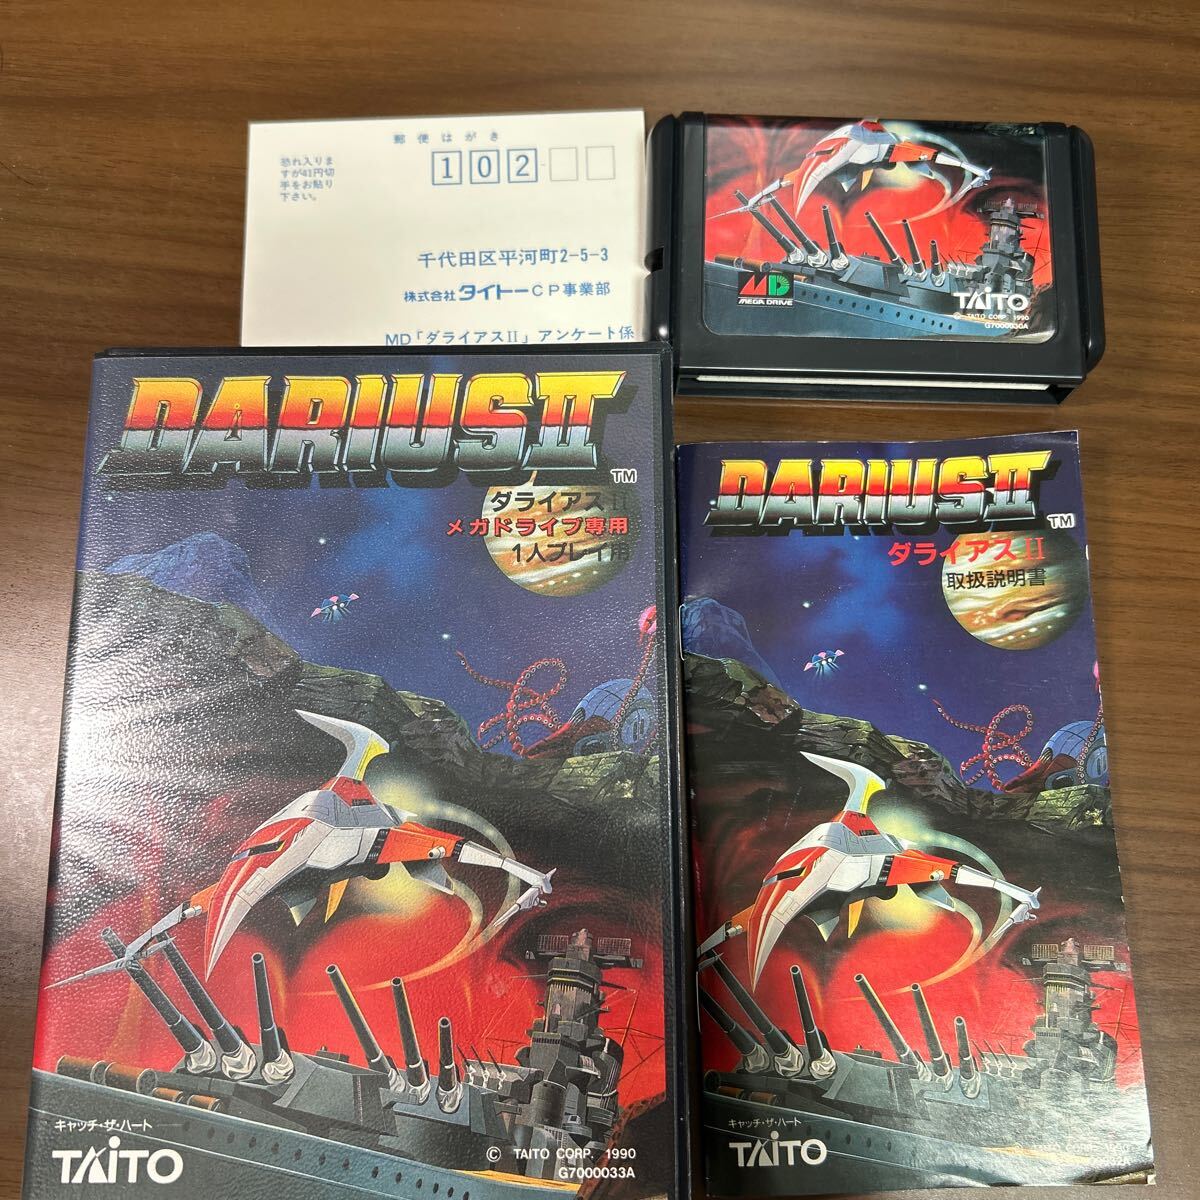 郵便はがき
102-
恐れ入りま
すが41円切
手をお貼り
下さい。
千代田区平河町2-5-3
株式会社タイトーCP事業部
MD「ダライアスII」アンケート係
MD
MEGA DRIVE
TAITO
© TAITO CORP. 1990
G7000030A
DARIUS II
TM
ダライアスII
メガドライブ専用
1人プレイ用
キャッチ・ザ・ハート
TAITO
© TAITO CORP. 1990
G7000033A
DARIUS II
TM
ダライアスII
取扱説明書
キャッチ・ザ・ハート
TAITO